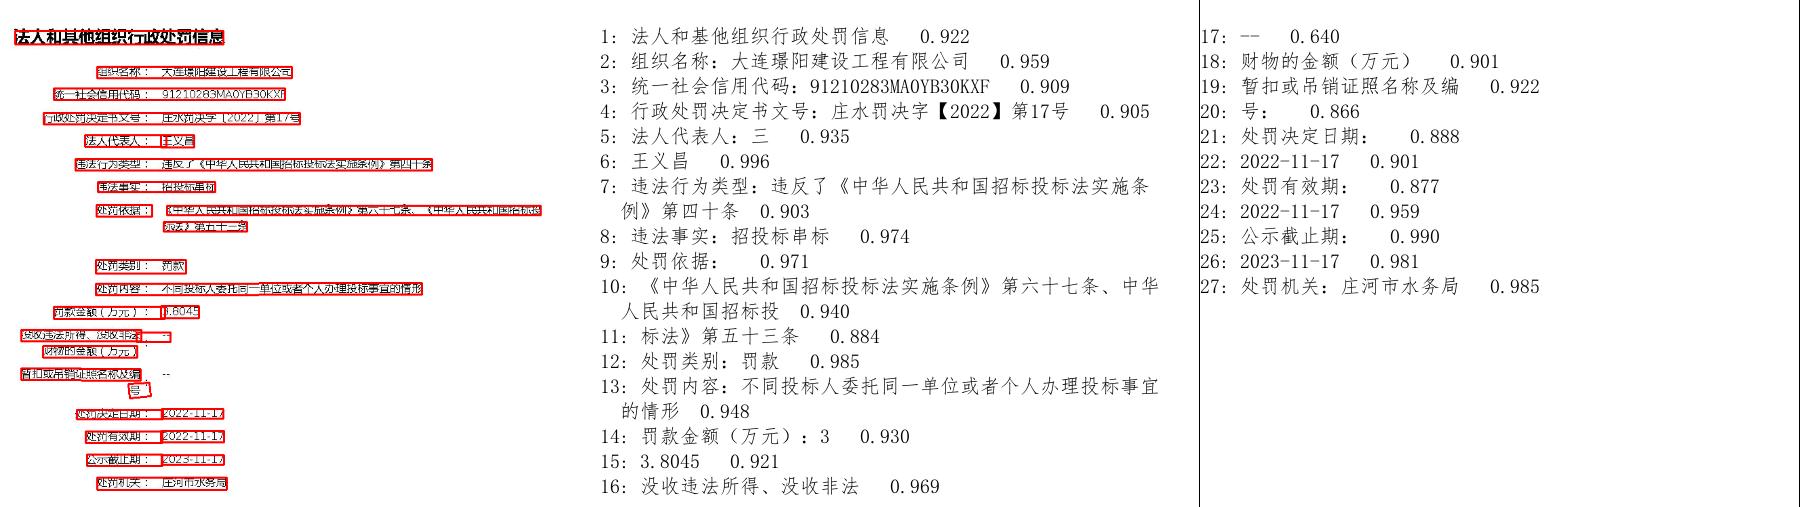 法人和其他组织行政处罚信息
组织名称： 大连璟阳建设工程有限公司
统一社会信用代码： 91210283MA0YB30KXF
行政处罚决定书文号： 庄水罚决字【2022】第17号
法人代表人： 王义昌
违法行为类型： 违反了《中华人民共和国招标投标法实施条例》第四十条
违法事实： 招投标串标
处罚依据： 《中华人民共和国招标投标法实施条例》第六十七条、《中华人民共和国招标投
标法》第五十三条
处罚类别： 罚款
处罚内容： 不同投标人委托同一单位或者个人办理投标事宜的情形
罚款金额（万元）： 3.8045
没收违法所得、没收非法 --
财物的金额（万元）：
暂扣或吊销证照名称及编 --
号：
处罚决定日期： 2022-11-17
处罚有效期： 2022-11-17
公示截止期： 2023-11-17
处罚机关： 庄河市水务局
1: 法人和基他组织行政处罚信息 0.922
2: 组织名称: 大连璟阳建设工程有限公司 0.959
3: 统一社会信用代码: 91210283MA0YB30KXF 0.909
4: 行政处罚决定书文号: 庄水罚决字【2022】第17号 0.905
5: 法人代表人: 三 0.935
6: 王义昌 0.996
7: 违法行为类型: 违反了《中华人民共和国招标投标法实施条
例》第四十条 0.903
8: 违法事实: 招投标串标 0.974
9: 处罚依据: 0.971
10: 《中华人民共和国招标投标法实施条例》第六十七条、中华
人民共和国招标投 0.940
11: 标法》第五十三条 0.884
12: 处罚类别: 罚款 0.985
13: 处罚内容: 不同投标人委托同一单位或者个人办理投标事宜
的情形 0.948
14: 罚款金额（万元）: 3 0.930
15: 3.8045 0.921
16: 没收违法所得、没收非法 0.969
17: -- 0.640
18: 财物的金额（万元） 0.901
19: 暂扣或吊销证照名称及编 0.922
20: 号: 0.866
21: 处罚决定日期: 0.888
22: 2022-11-17 0.901
23: 处罚有效期: 0.877
24: 2022-11-17 0.959
25: 公示截止期: 0.990
26: 2023-11-17 0.981
27: 处罚机关: 庄河市水务局 0.985